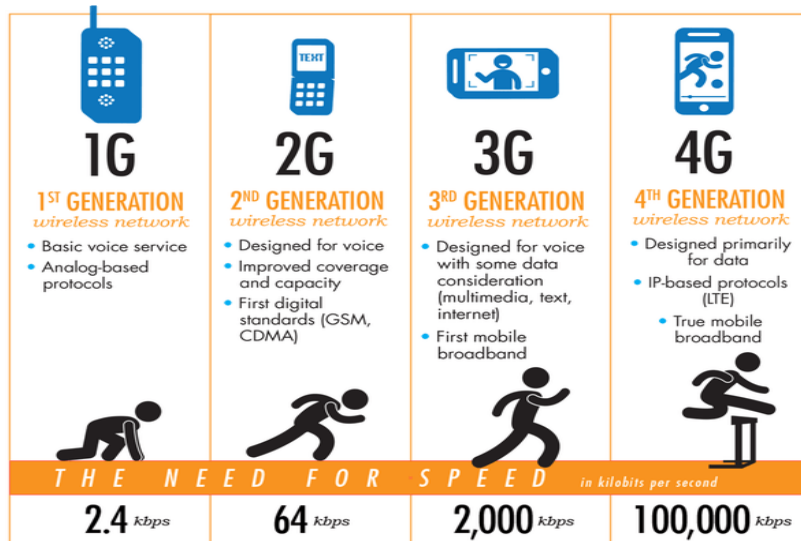 TEXT
1G
1ST GENERATION
wireless network
• Basic voice service
• Analog-based
protocols
2G
2ND GENERATION
wireless network
• Designed for voice
• Improved coverage
and capacity
• First digital
standards (GSM,
CDMA)
3G
3RD GENERATION
wireless network
• Designed for voice
with some data
consideration
(multimedia, text,
internet)
• First mobile
broadband
4G
4TH GENERATION
wireless network
• Designed primarily
for data
• IP-based protocols
(LTE)
• True mobile
broadband
THE NEED FOR SPEED in kilobits per second
2.4 kbps
64 kbps
2,000 kbps
100,000 kbps